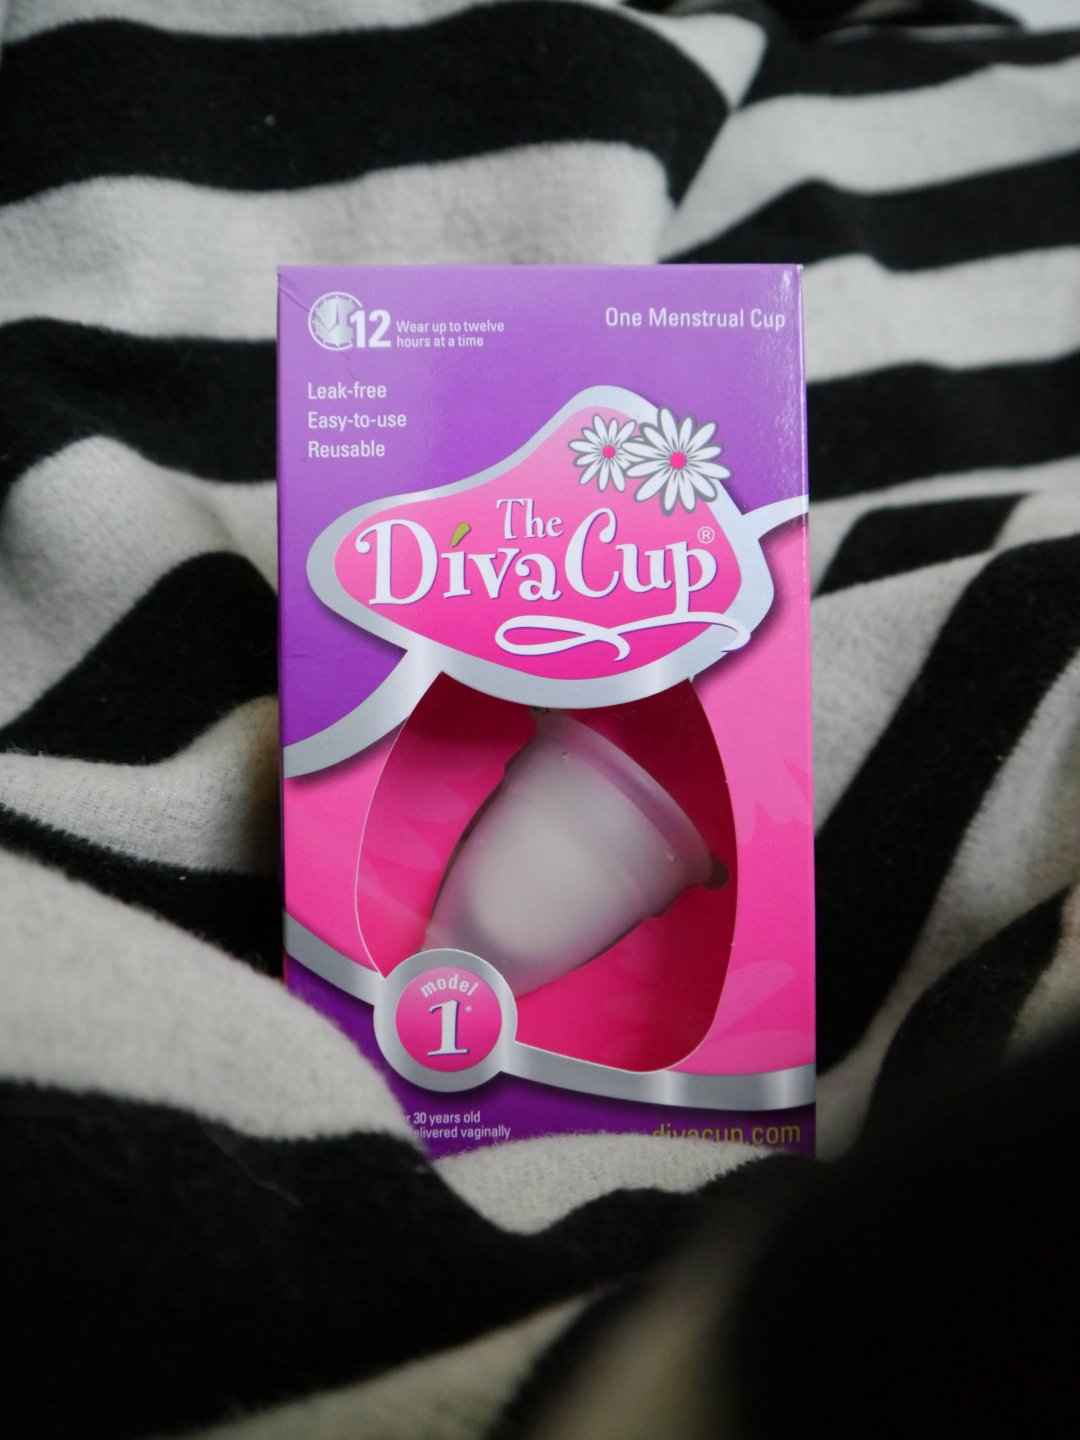 12 Wear up to twelve
hours at a time
One Menstrual Cup
Leak-free
Easy-to-use
Reusable
The
DivaCup®
model
1*
30 years old
vaginally
divacup.com